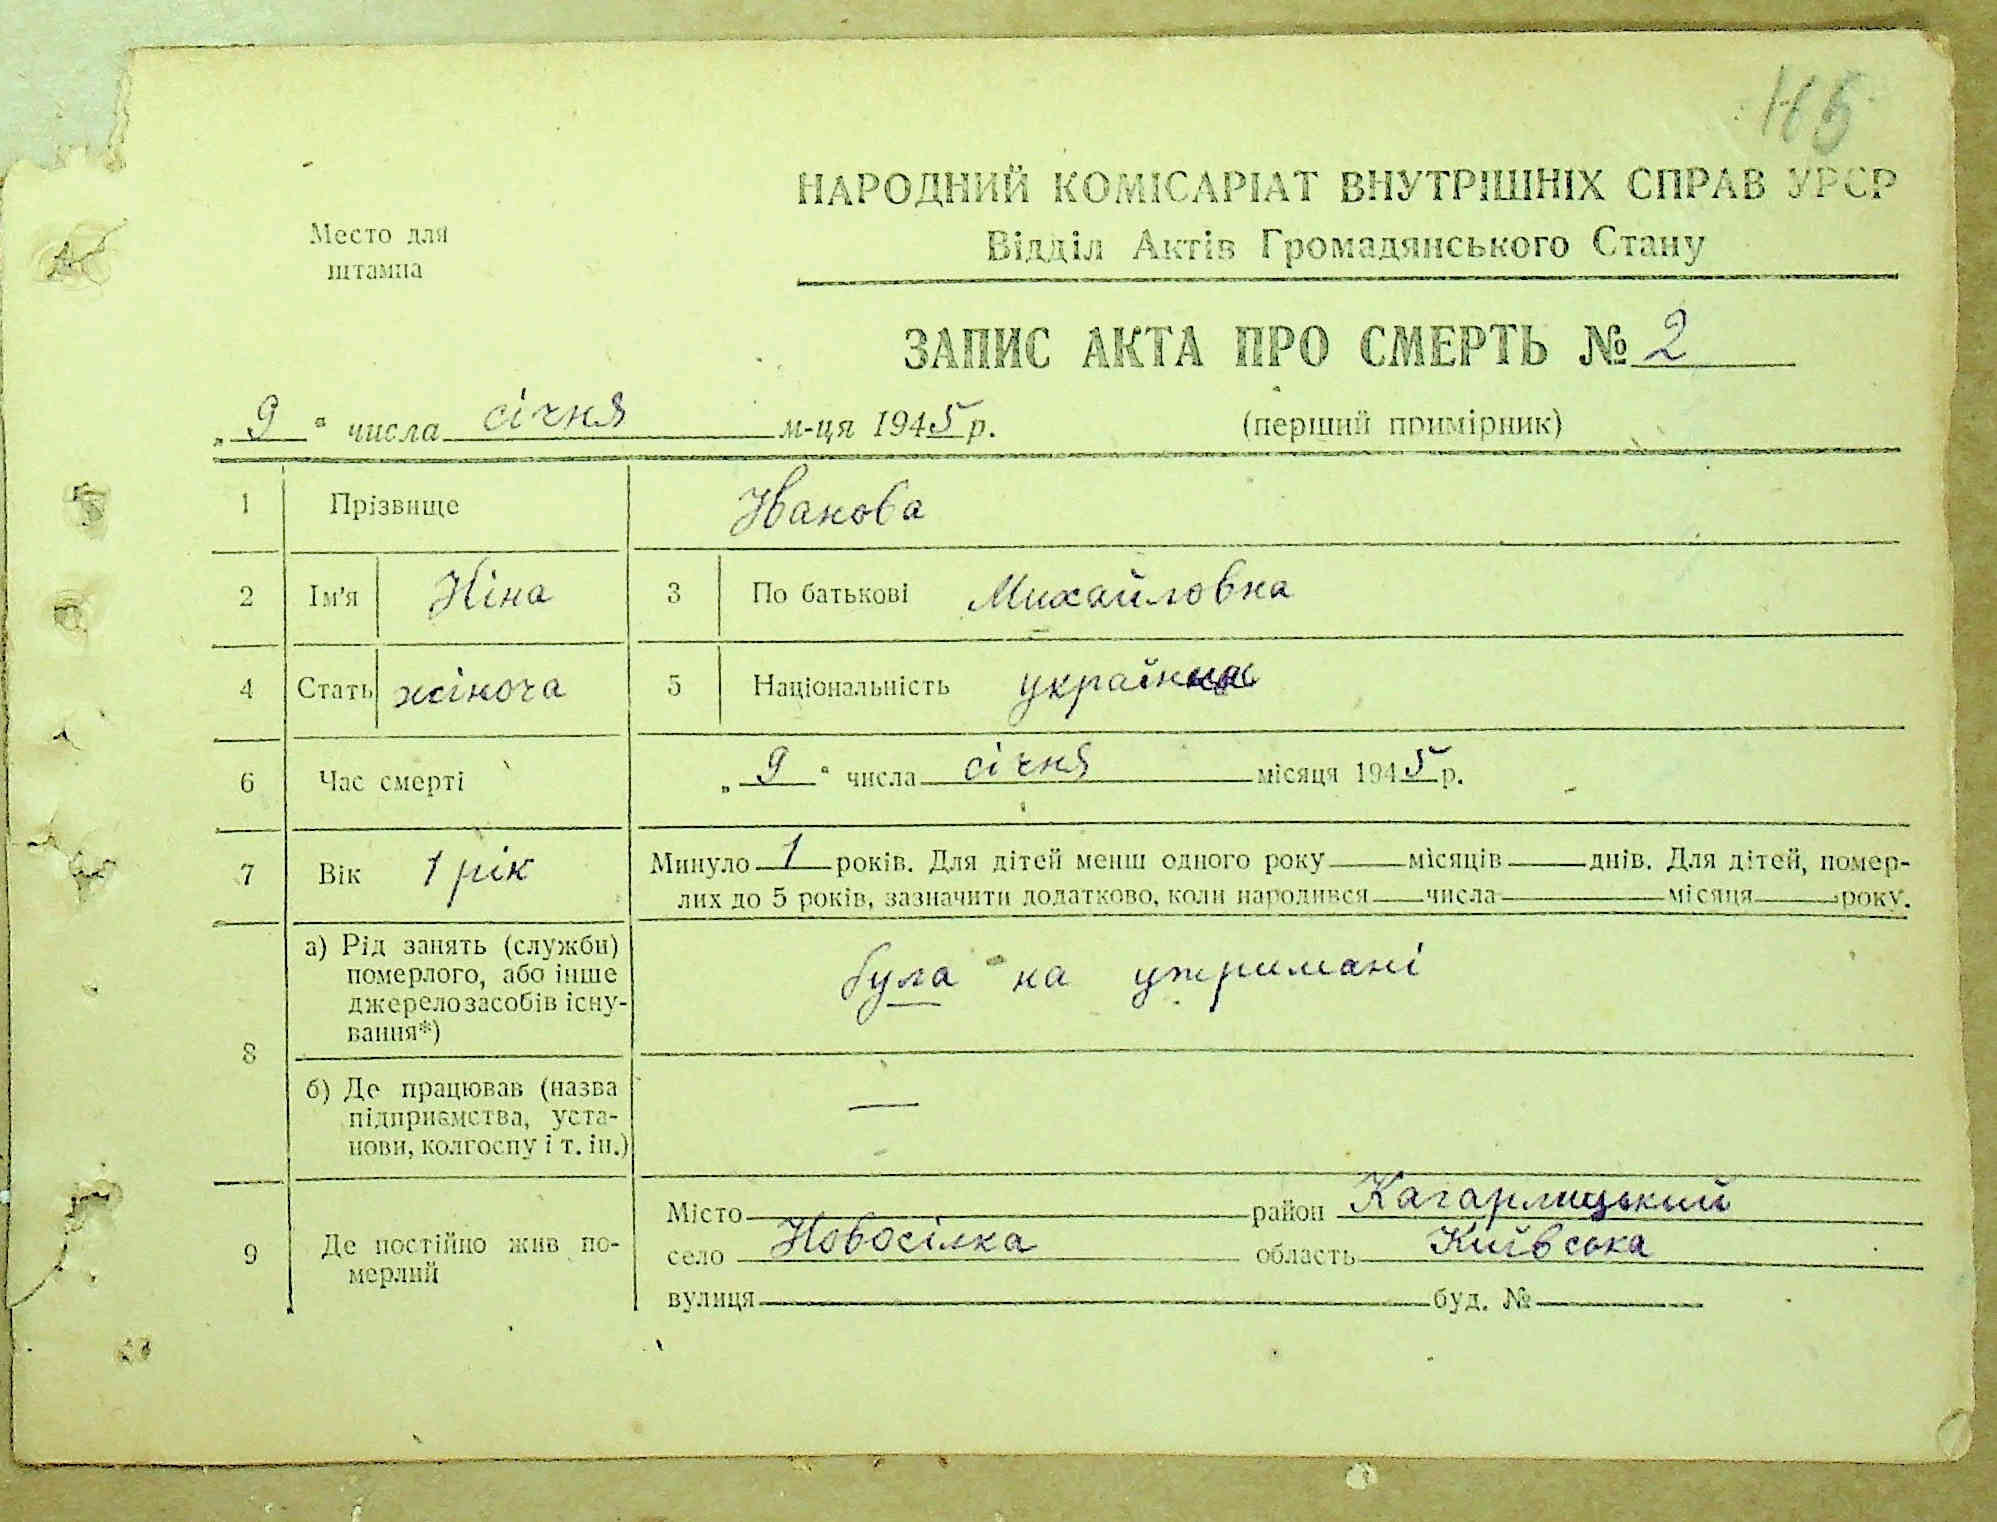 Место для
штампа
НАРОДНИЙ КОМІСАРІАТ ВНУТРІШНІХ СПРАВ УРСР
Відділ Актів Громадянського Стану
ЗАПИС АКТА ПРО СМЕРТЬ № 2
„ 9 “ числа січня м-ця 1945 р. (перший примірник)
1 Прізвище Іванова
2 Ім'я Ніна 3 По батькові Михайловна
4 Стать жіноча 5 Національність
6 Час смерті „ 9 “ числа січня місяця 1945 р.
7 Вік 1 рік Минуло 1 років. Для дітей менш одного року місяців днів. Для дітей, помер-
лих до 5 років, зазначити додатково, коли народився числа місяця року.
8 а) Рід занять (служби)
померлого, або інше
джерело засобів існу-
вання*) була на утримані
б) Де працював (назва
підприємства, уста-
нови, колгоспу і т. ін.) —
9 Де постійно жив по-
мерлий
Місто район Кагарлицький
село Новосілка область Київська
вулиця буд. №